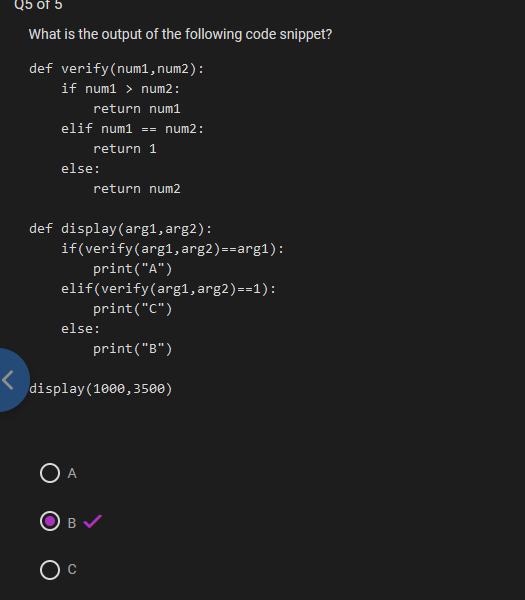 Q5 of 5
What is the output of the following code snippet?
def verify(num1,num2):
    if num1 > num2:
        return num1
    elif num1 == num2:
        return 1
    else:
        return num2
def display(arg1,arg2):
    if(verify(arg1,arg2)==arg1):
        print("A")
    elif(verify(arg1,arg2)==1):
        print("C")
    else:
        print("B")
display(1000,3500)
A
B
C